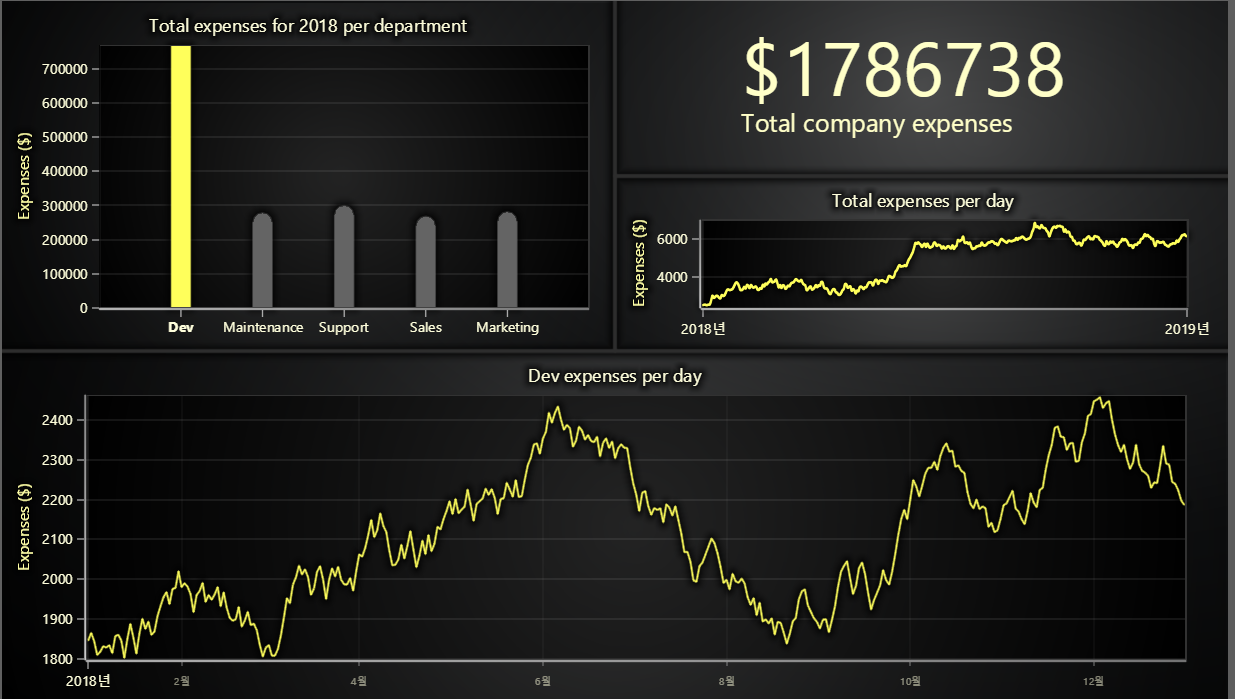 Total expenses for 2018 per department
Expenses ($)
700000
600000
500000
400000
300000
200000
100000
0
Dev Maintenance Support Sales Marketing
$1786738
Total company expenses
Total expenses per day
Expenses ($)
6000
4000
2018년 2019년
Dev expenses per day
Expenses ($)
2400
2300
2200
2100
2000
1900
1800
2018년 2월 4월 6월 8월 10월 12월